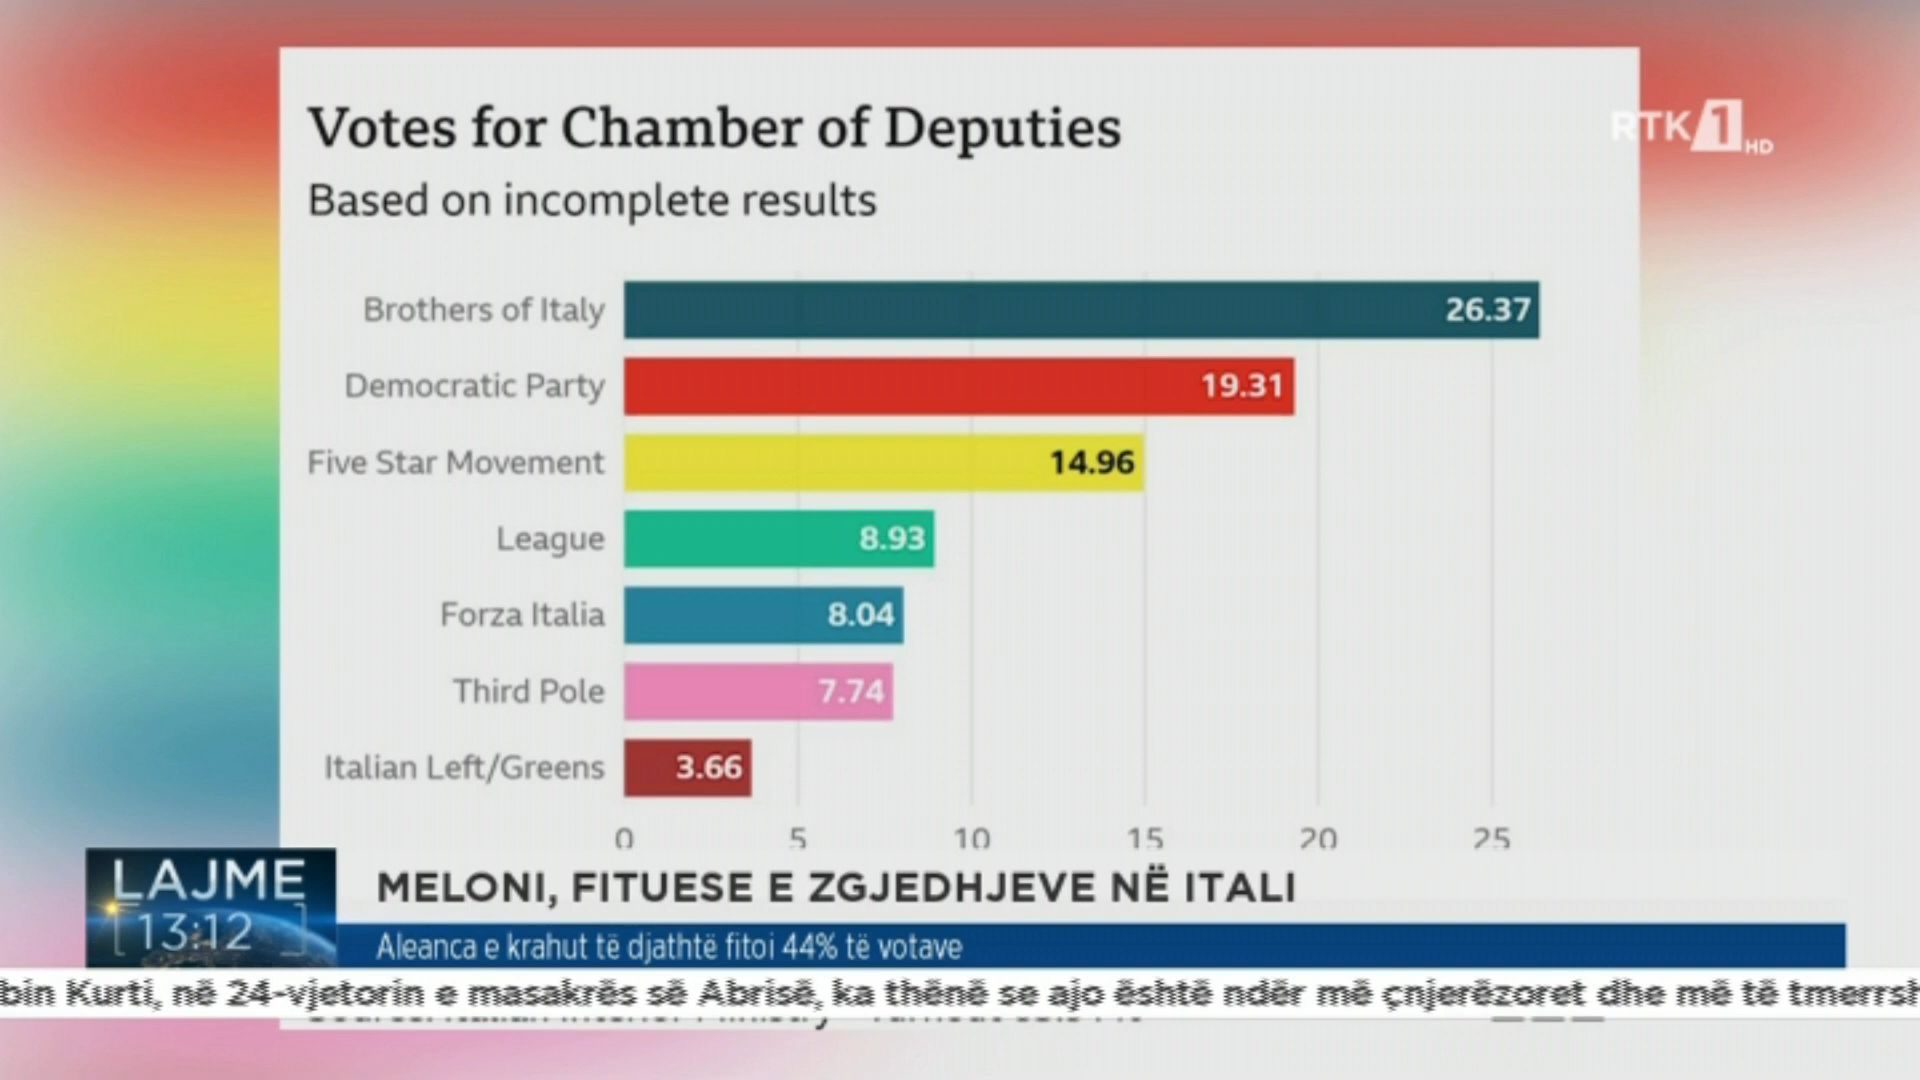 Votes for Chamber of Deputies
Based on incomplete results
RTK 1 HD
Brothers of Italy 26.37
Democratic Party 19.31
Five Star Movement 14.96
League 8.93
Forza Italia 8.04
Third Pole 7.74
Italian Left/Greens 3.66
0 5 10 15 20 25
LAJME
13:12
MELONI, FITUESE E ZGJEDHJEVE NË ITALI
Aleanca e krahut të djathtë fitoi 44% të votave
bin Kurti, në 24-vjetorin e masakrës së Abrisë, ka thënë se ajo është ndër më çnjerëzoret dhe më të tmerrsh